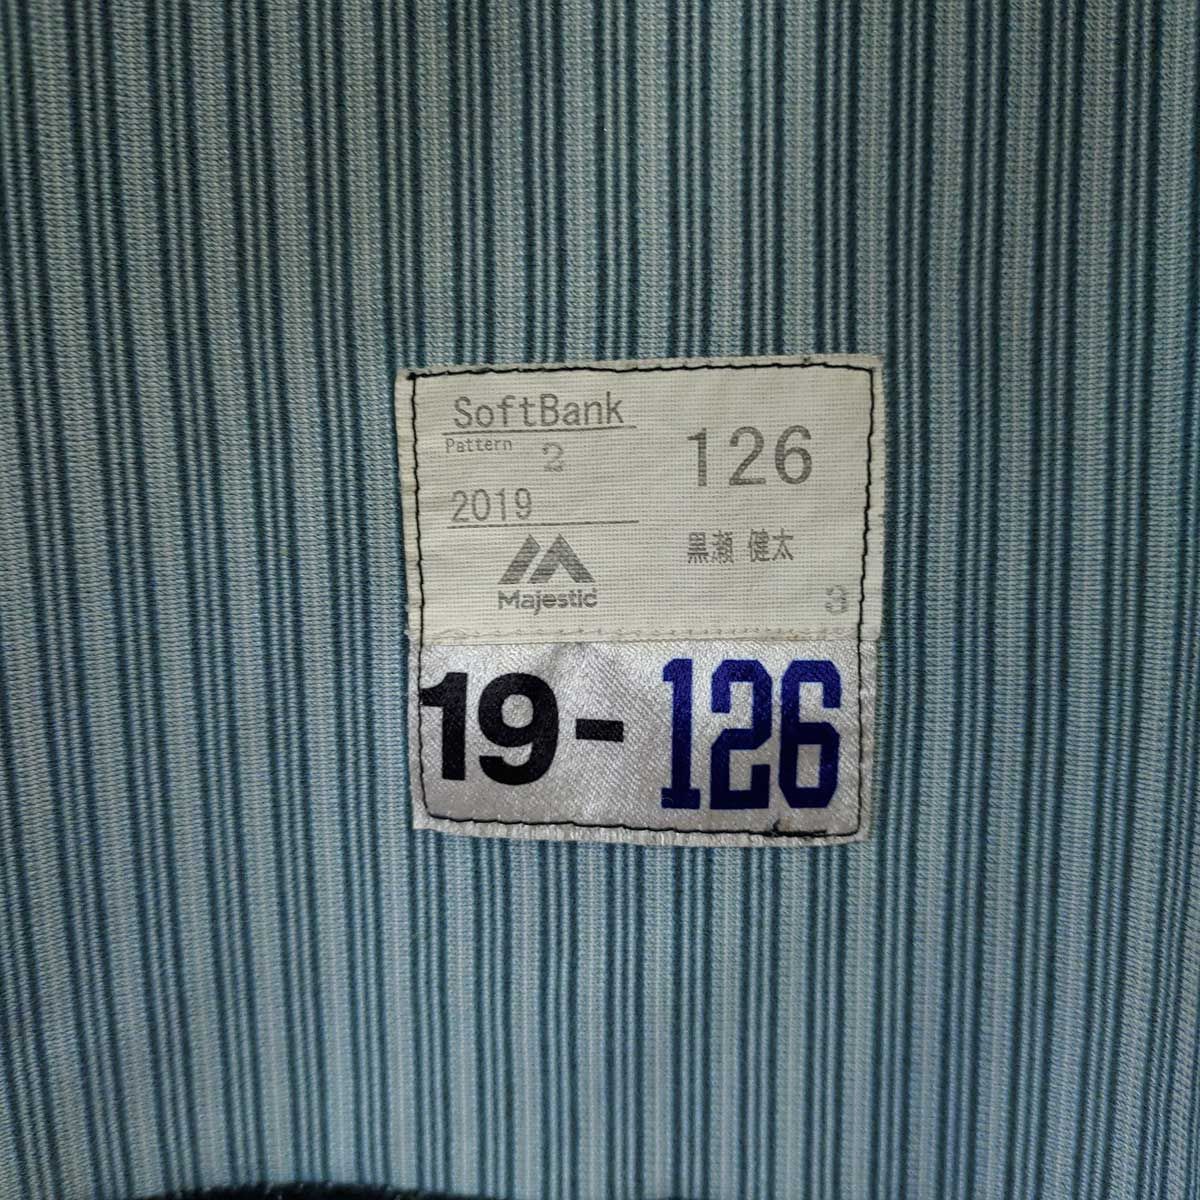 SoftBank
Pattern 2
126
2019
黒瀬 健太
Majestic
3
19-126